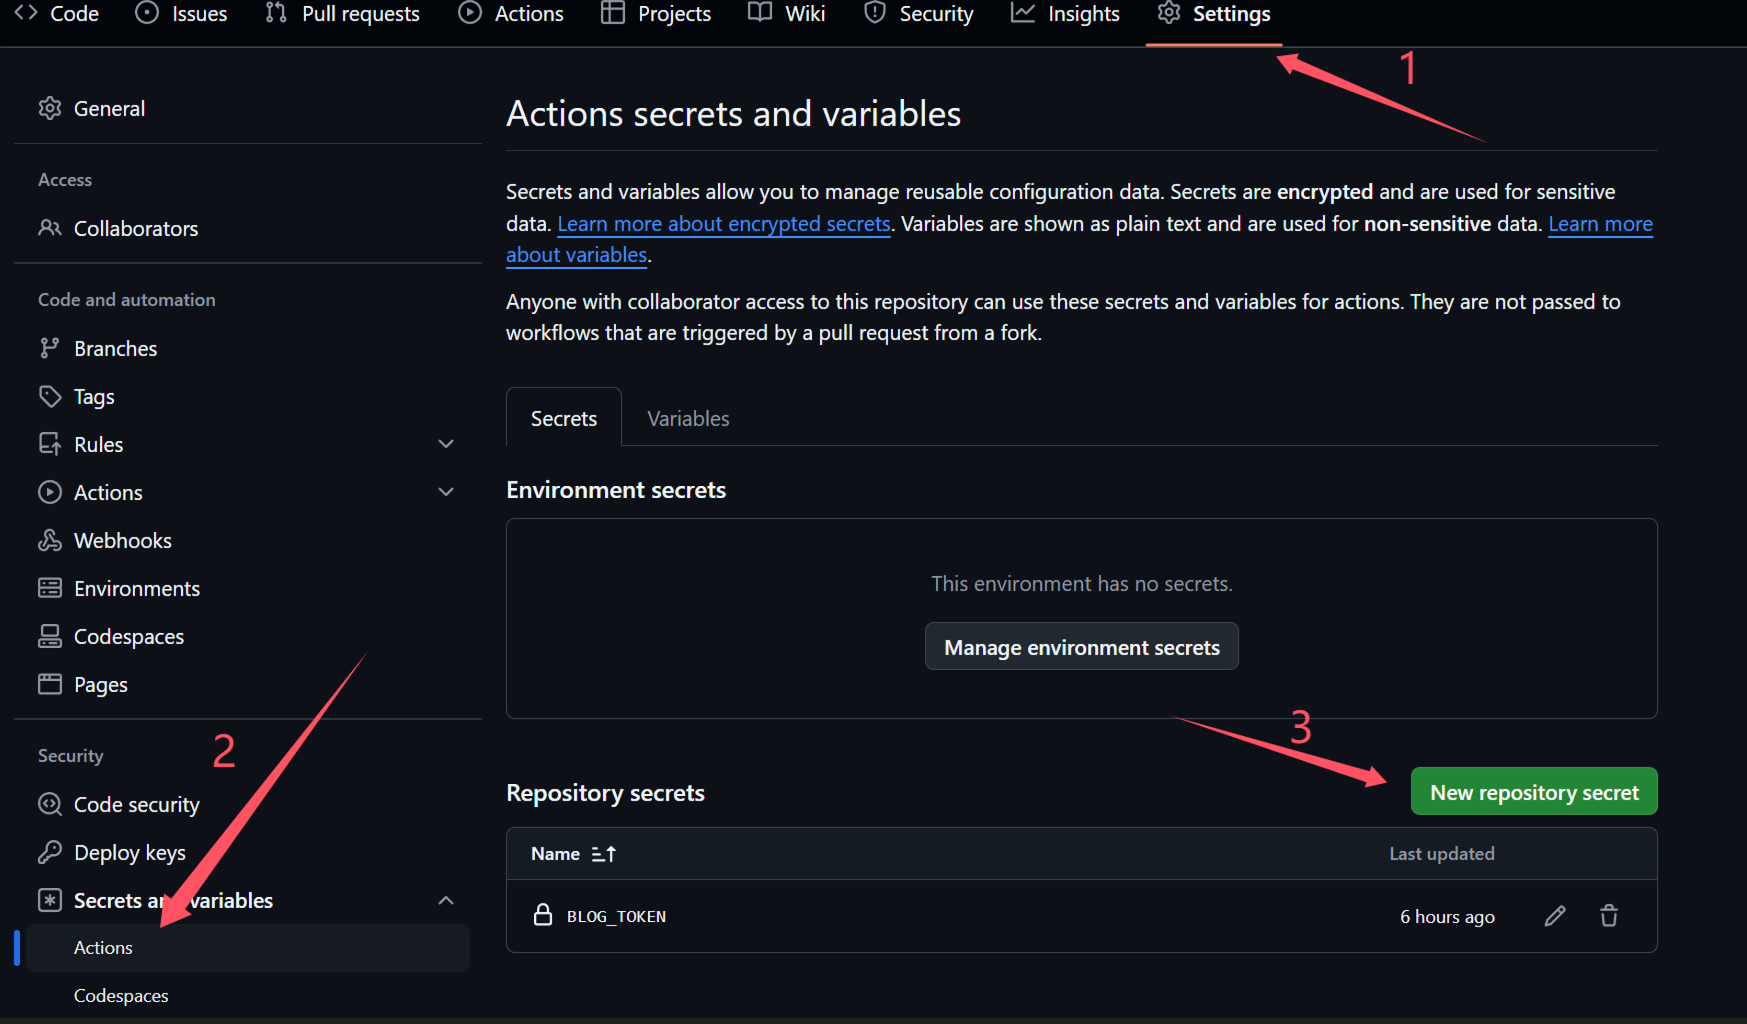 Code Issues Pull requests Actions Projects Wiki Security Insights Settings
1
General
Access
Collaborators
Code and automation
Branches
Tags
Rules
Actions
Webhooks
Environments
Codespaces
Pages
Security
2
Code security
Deploy keys
Secrets and variables
Actions
Codespaces
Actions secrets and variables
Secrets and variables allow you to manage reusable configuration data. Secrets are encrypted and are used for sensitive
data. Learn more about encrypted secrets. Variables are shown as plain text and are used for non-sensitive data. Learn more
about variables.
Anyone with collaborator access to this repository can use these secrets and variables for actions. They are not passed to
workflows that are triggered by a pull request from a fork.
Secrets Variables
Environment secrets
This environment has no secrets.
Manage environment secrets
3
Repository secrets New repository secret
Name Last updated
BLOG_TOKEN 6 hours ago